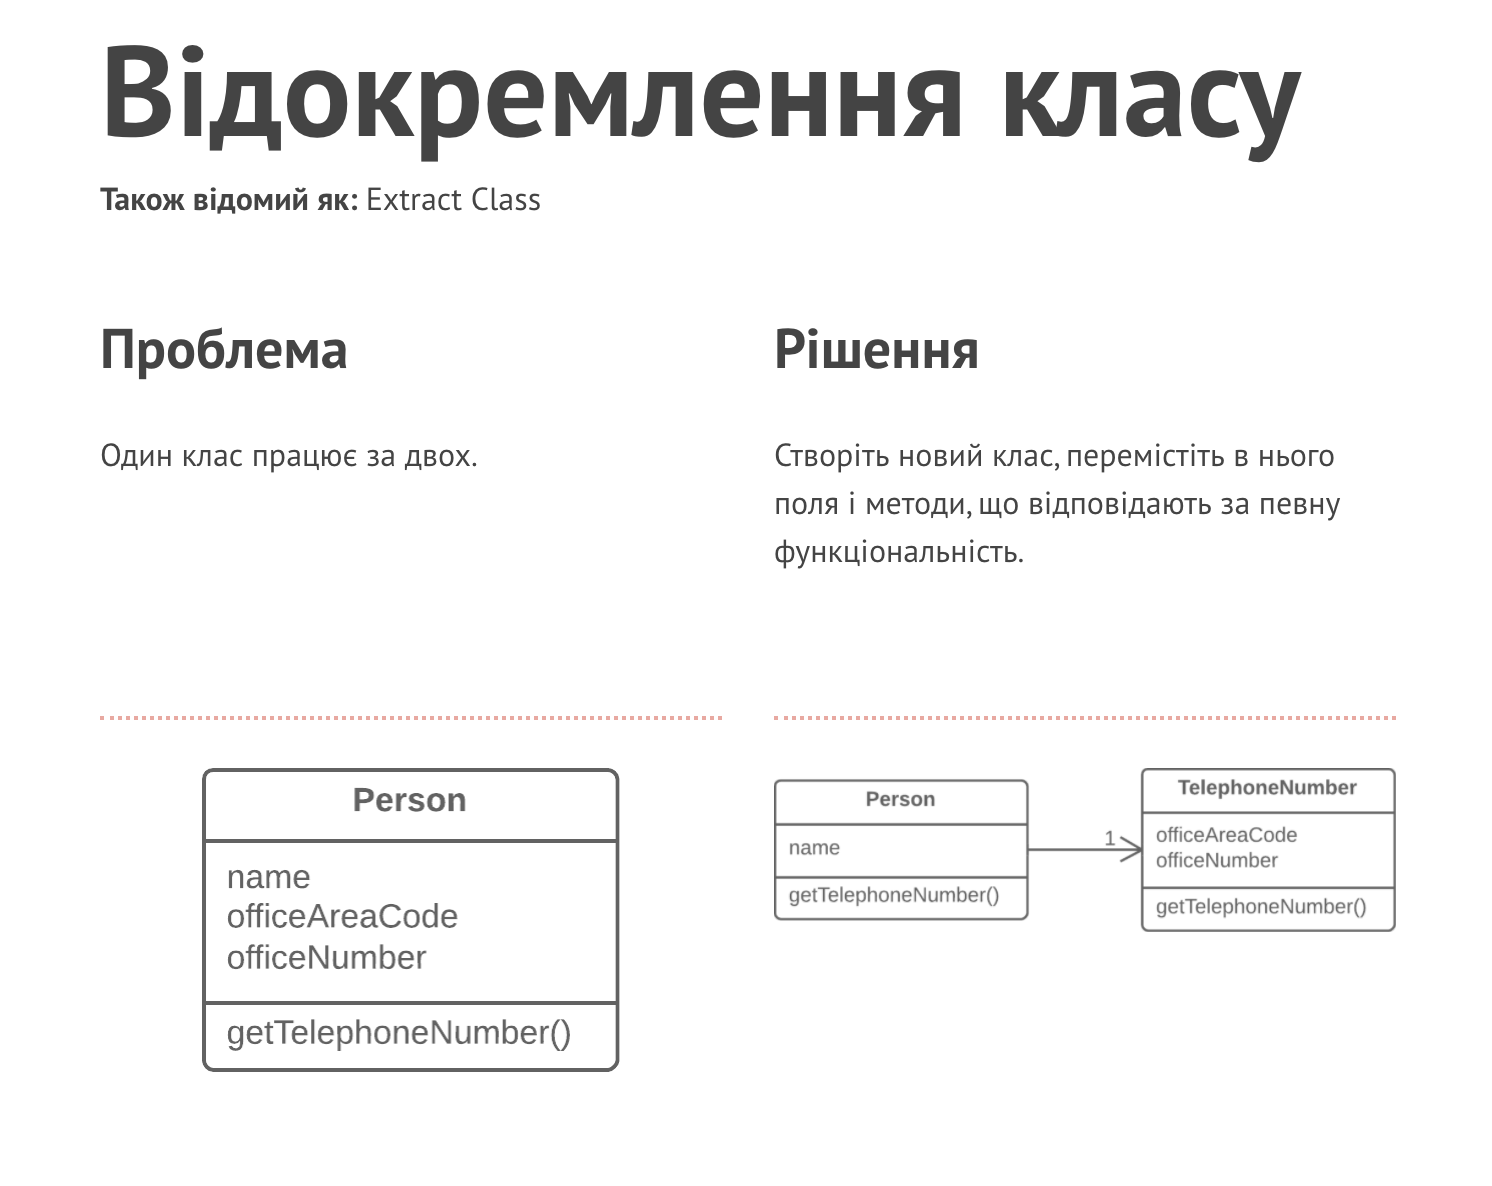 Відокремлення класу
Також відомий як: Extract Class
Проблема
Один клас працює за двох.
Рішення
Створіть новий клас, перемістіть в нього
поля і методи, що відповідають за певну
функціональність.
Person
name
officeAreaCode
officeNumber
getTelephoneNumber()
Person
name
getTelephoneNumber()
1
TelephoneNumber
officeAreaCode
officeNumber
getTelephoneNumber()